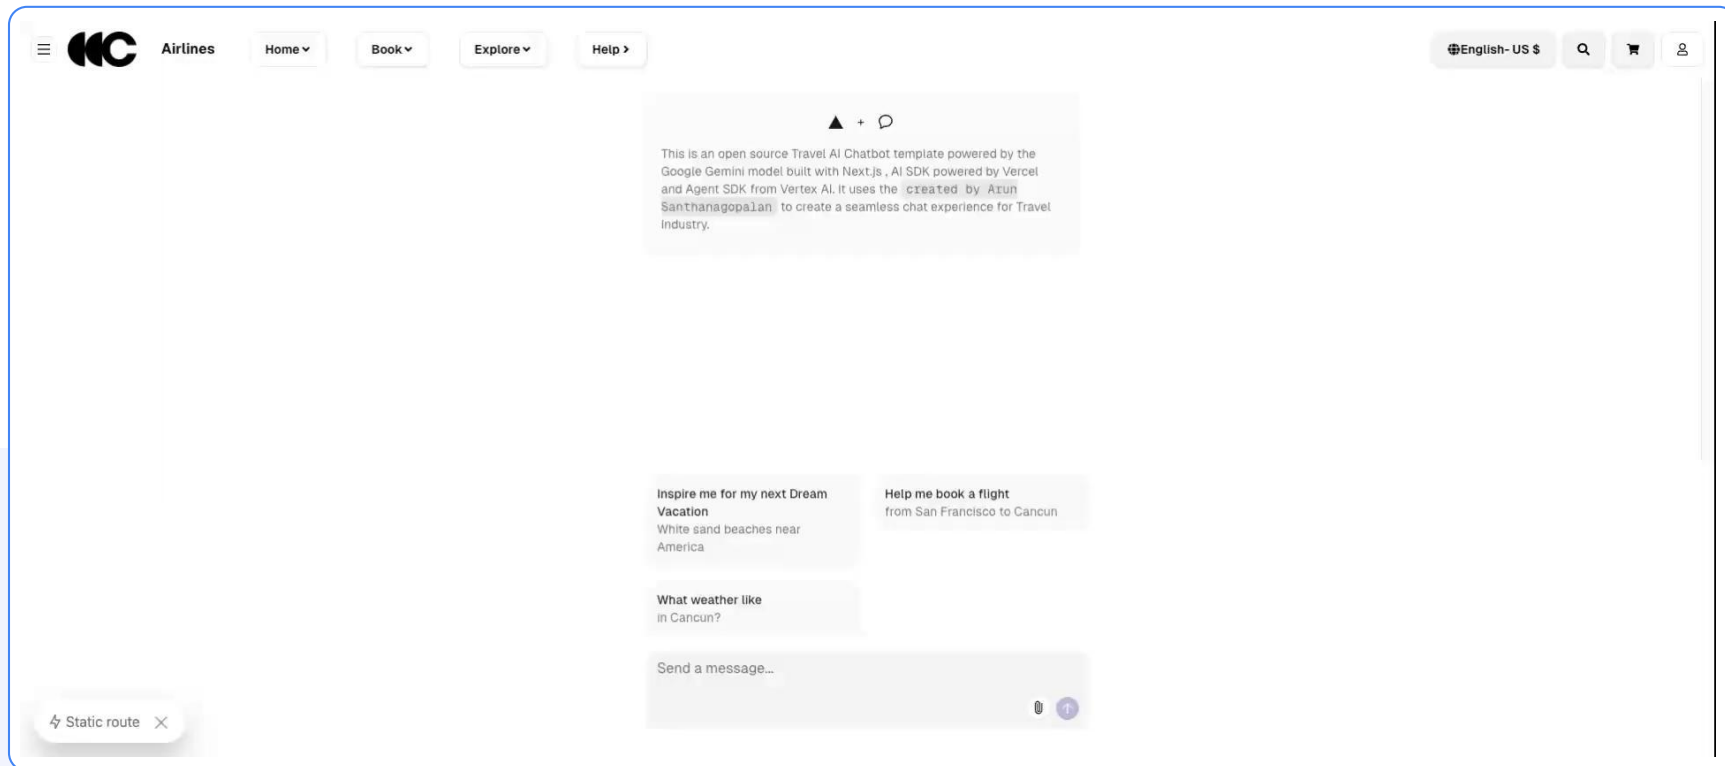 Airlines
Home
Book
Explore
Help
English- US $
+
This is an open source Travel AI Chatbot template powered by the
Google Gemini model built with Next.js , AI SDK powered by Vercel
and Agent SDK from Vertex AI. It uses the created by Arun
Santhanagopalan to create a seamless chat experience for Travel
Industry.
Inspire me for my next Dream
Vacation
White sand beaches near
America
Help me book a flight
from San Francisco to Cancun
What weather like
in Cancun?
Send a message...
Static route